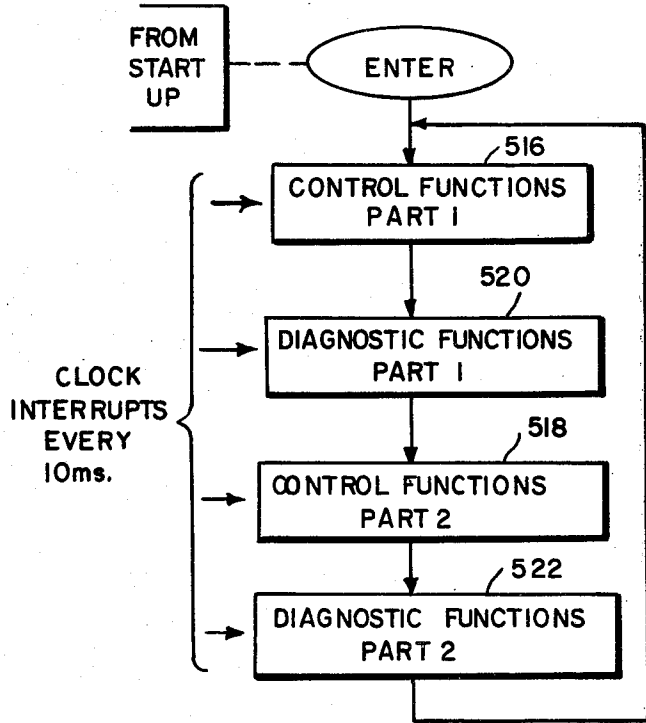 FROM
START
UP
ENTER
516
CONTROL FUNCTIONS
PART 1
520
DIAGNOSTIC FUNCTIONS
PART 1
CLOCK
INTERRUPTS
EVERY
10ms.
518
CONTROL FUNCTIONS
PART 2
522
DIAGNOSTIC FUNCTIONS
PART 2